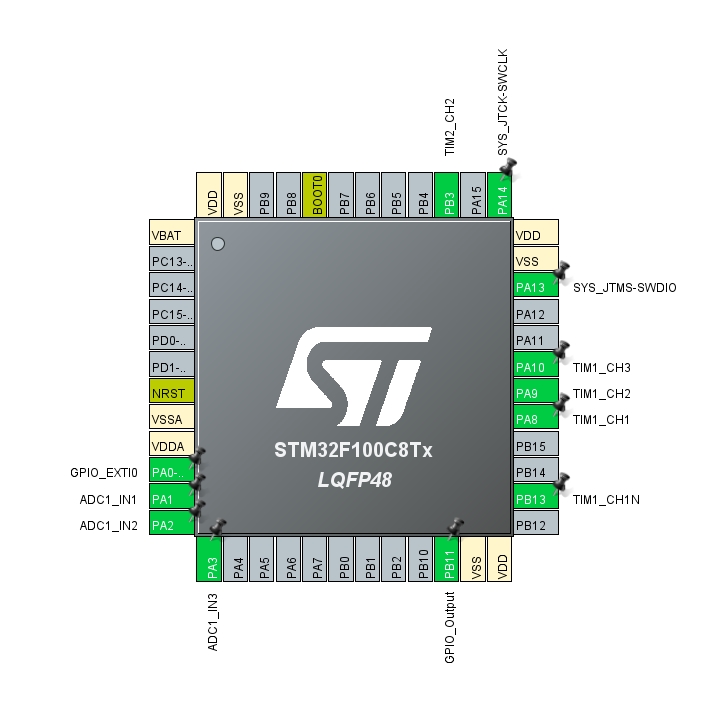 SYS_JTCK-SWCLK
TIM2_CH2
VDD
VSS
PB9
PB8
BOOT0
PB7
PB6
PB5
PB4
PB3
PA15
PA14
VBAT
PC13-..
PC14-..
PC15-..
PD0-..
PD1-..
NRST
VSSA
VDDA
GPIO_EXTI0 PA0-..
ADC1_IN1 PA1
ADC1_IN2 PA2
VDD
VSS
PA13 SYS_JTMS-SWDIO
PA12
PA11
PA10 TIM1_CH3
PA9 TIM1_CH2
PA8 TIM1_CH1
PB15
PB14
PB13 TIM1_CH1N
PB12
ST
STM32F100C8Tx
LQFP48
PA3
PA4
PA5
PA6
PA7
PB0
PB1
PB2
PB10
PB11
VSS
VDD
ADC1_IN3
GPIO_Output